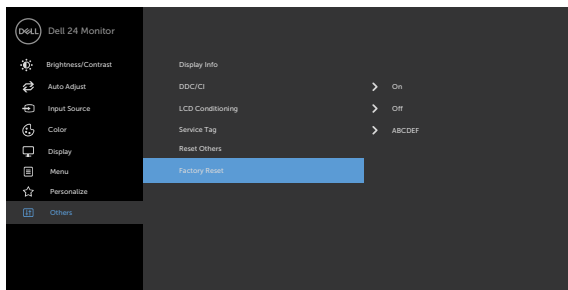 DELL Dell 24 Monitor
Brightness/Contrast
Auto Adjust
Input Source
Color
Display
Menu
Personalize
Others
Display Info
DDC/CI > On
LCD Conditioning > Off
Service Tag > ABCDEF
Reset Others
Factory Reset